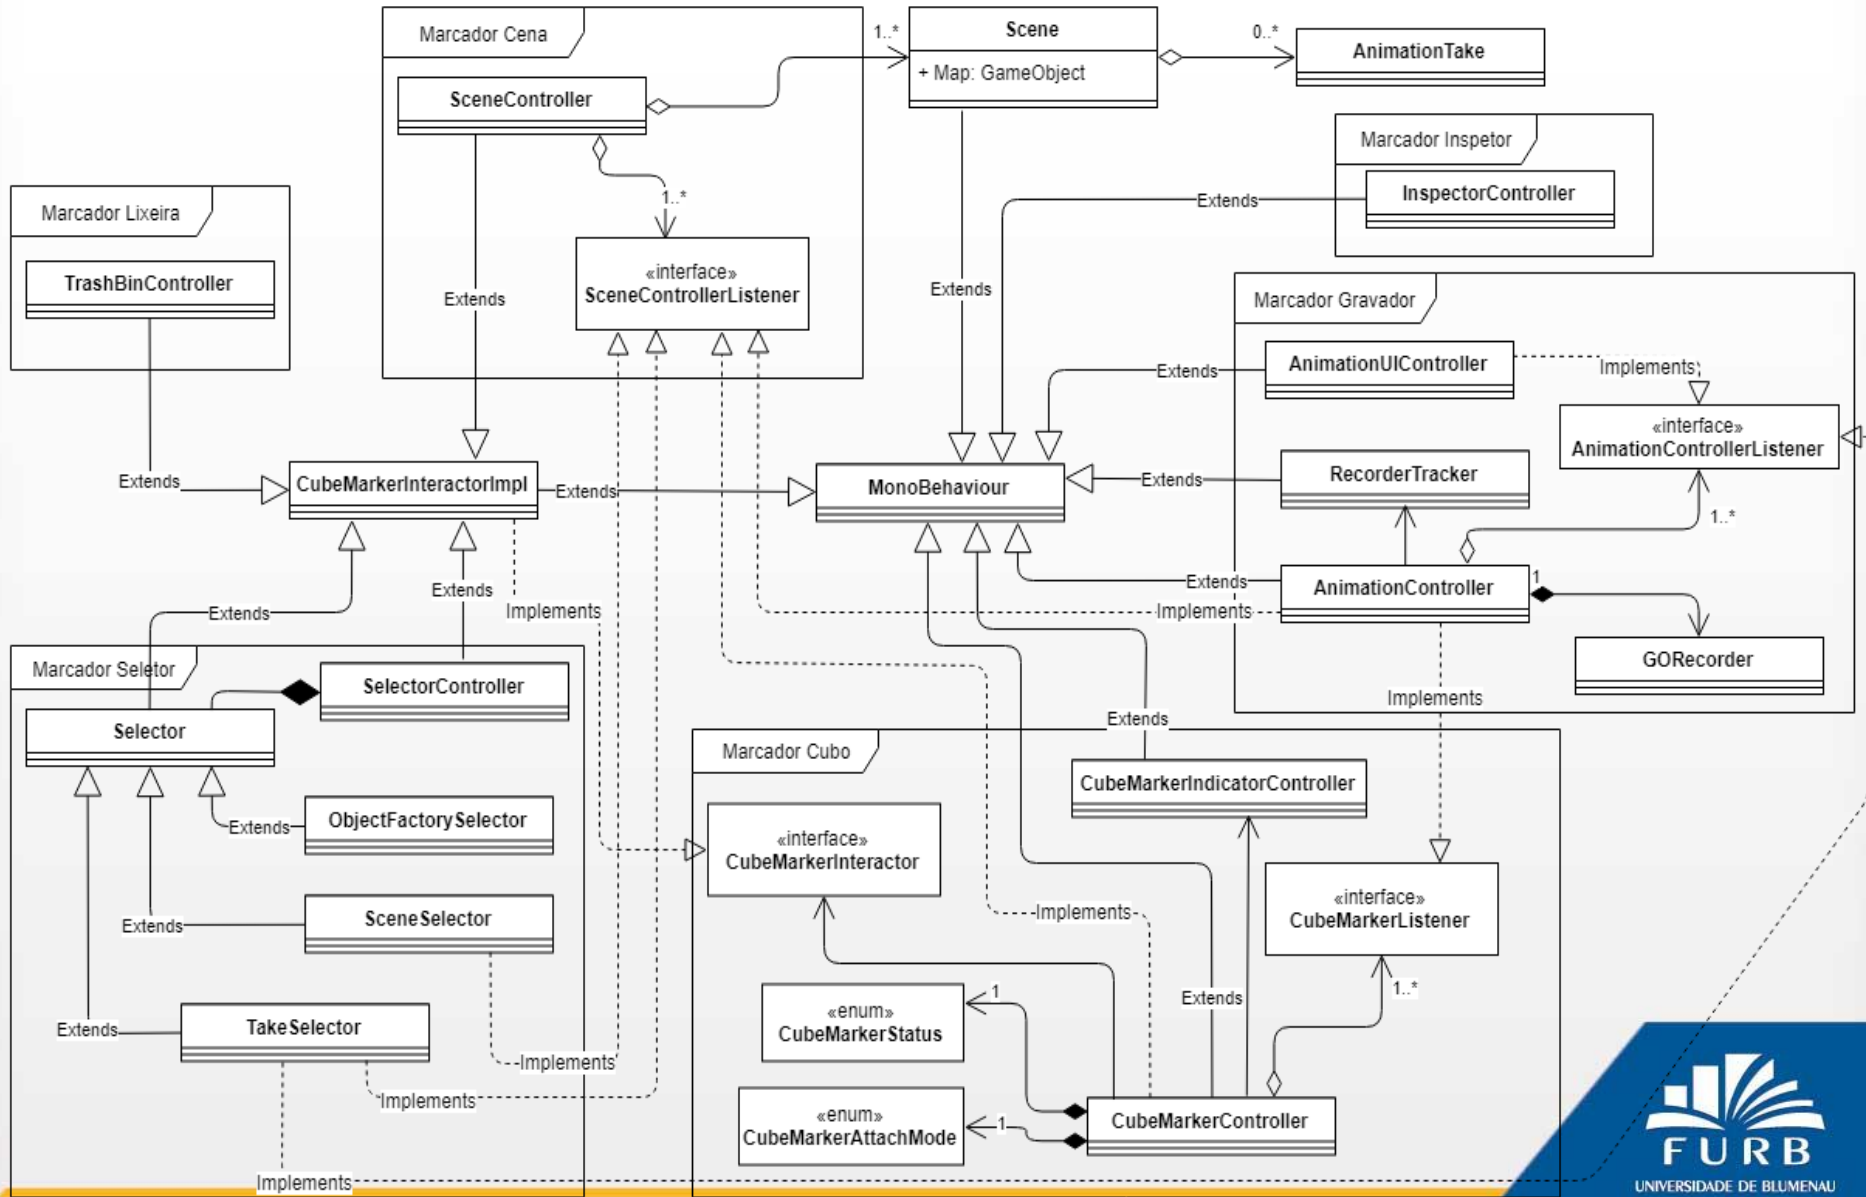 Marcador Cena
SceneController
1..*
Scene
+ Map: GameObject
0..*
AnimationTake
Marcador Inspetor
InspectorController
Extends
1..*
Marcador Lixeira
TrashBinController
Extends
«interface»
SceneControllerListener
Extends
Extends
Marcador Gravador
AnimationUIController
Extends
Implements
«interface»
AnimationControllerListener
Extends
CubeMarkerInteractorImpl
Extends
MonoBehaviour
Extends
RecorderTracker
1..*
Extends
AnimationController
1
Extends
Implements
Extends
Implements
GORecorder
Implements
Marcador Seletor
SelectorController
Selector
Extends
ObjectFactorySelector
Extends
SceneSelector
Extends
TakeSelector
Implements
Implements
Implements
Marcador Cubo
Extends
CubeMarkerIndicatorController
«interface»
CubeMarkerInteractor
Implements
«interface»
CubeMarkerListener
1..*
Extends
«enum»
CubeMarkerStatus
1
«enum»
CubeMarkerAttachMode
1
CubeMarkerController
FURB
UNIVERSIDADE DE BLUMENAU